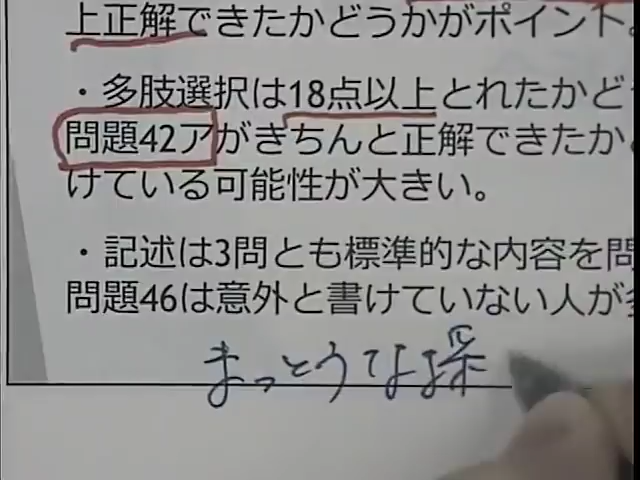 上正解できたかどうかがポイント。
・多肢選択は18点以上とれたかど
問題42アがきちんと正解できたか
けている可能性が大きい。
・記述は3問とも標準的な内容を問
問題46は意外と書けていない人が多
まっとうな採